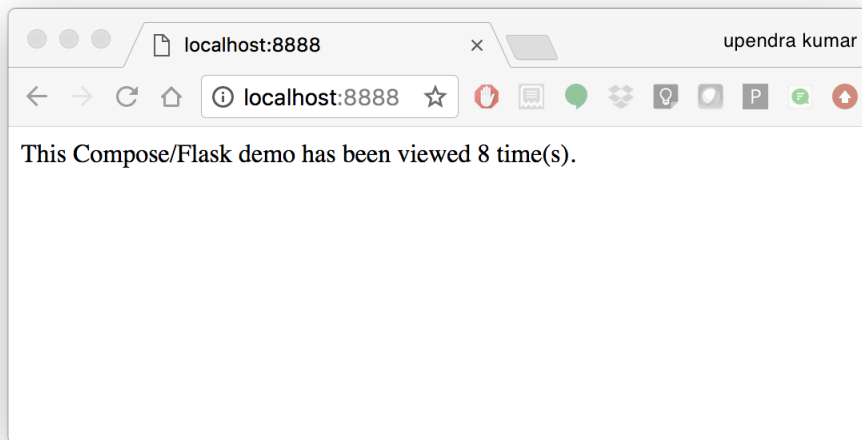 localhost:8888
upendra kumar
localhost:8888
P
This Compose/Flask demo has been viewed 8 time(s).